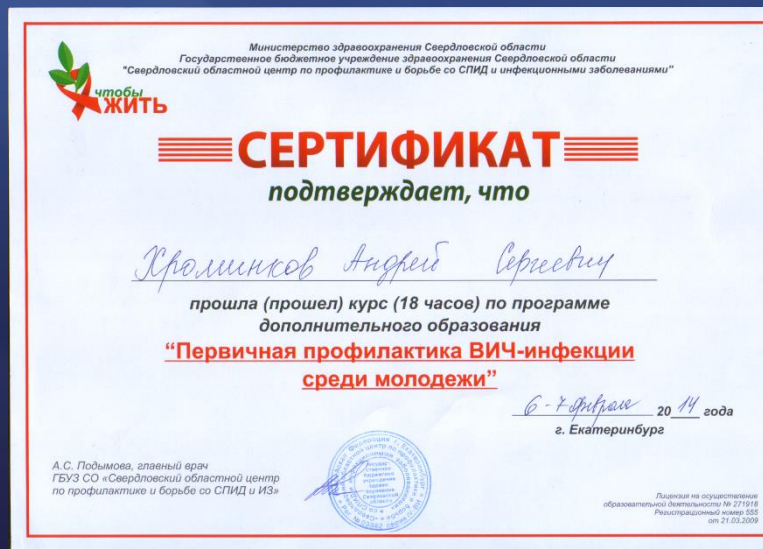 Министерство здравоохранения Свердловской области
Государственное бюджетное учреждение здравоохранения Свердловской области
"Свердловский областной центр по профилактике и борьбе со СПИД и инфекционными заболеваниями"
чтобы
ЖИТЬ
СЕРТИФИКАТ
подтверждает, что
Хроминков Андрей Сергеевич
прошла (прошел) курс (18 часов) по программе
дополнительного образования
“Первичная профилактика ВИЧ-инфекции
среди молодежи”
6 - 7 февраля 20 14 года
г. Екатеринбург
А.С. Подымова, главный врач
ГБУЗ СО «Свердловский областной центр
по профилактике и борьбе со СПИД и ИЗ»
Лицензия на осуществление
образовательной деятельности № 271918
Регистрационный номер 555
от 21.03.2009